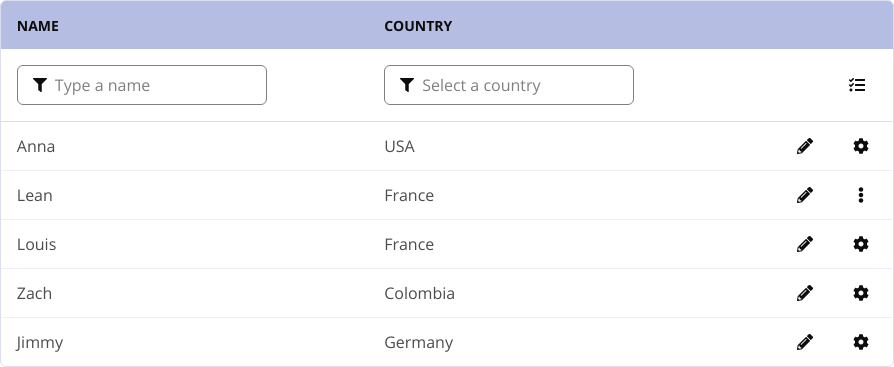 NAME COUNTRY
Type a name Select a country
Anna USA
Lean France
Louis France
Zach Colombia
Jimmy Germany